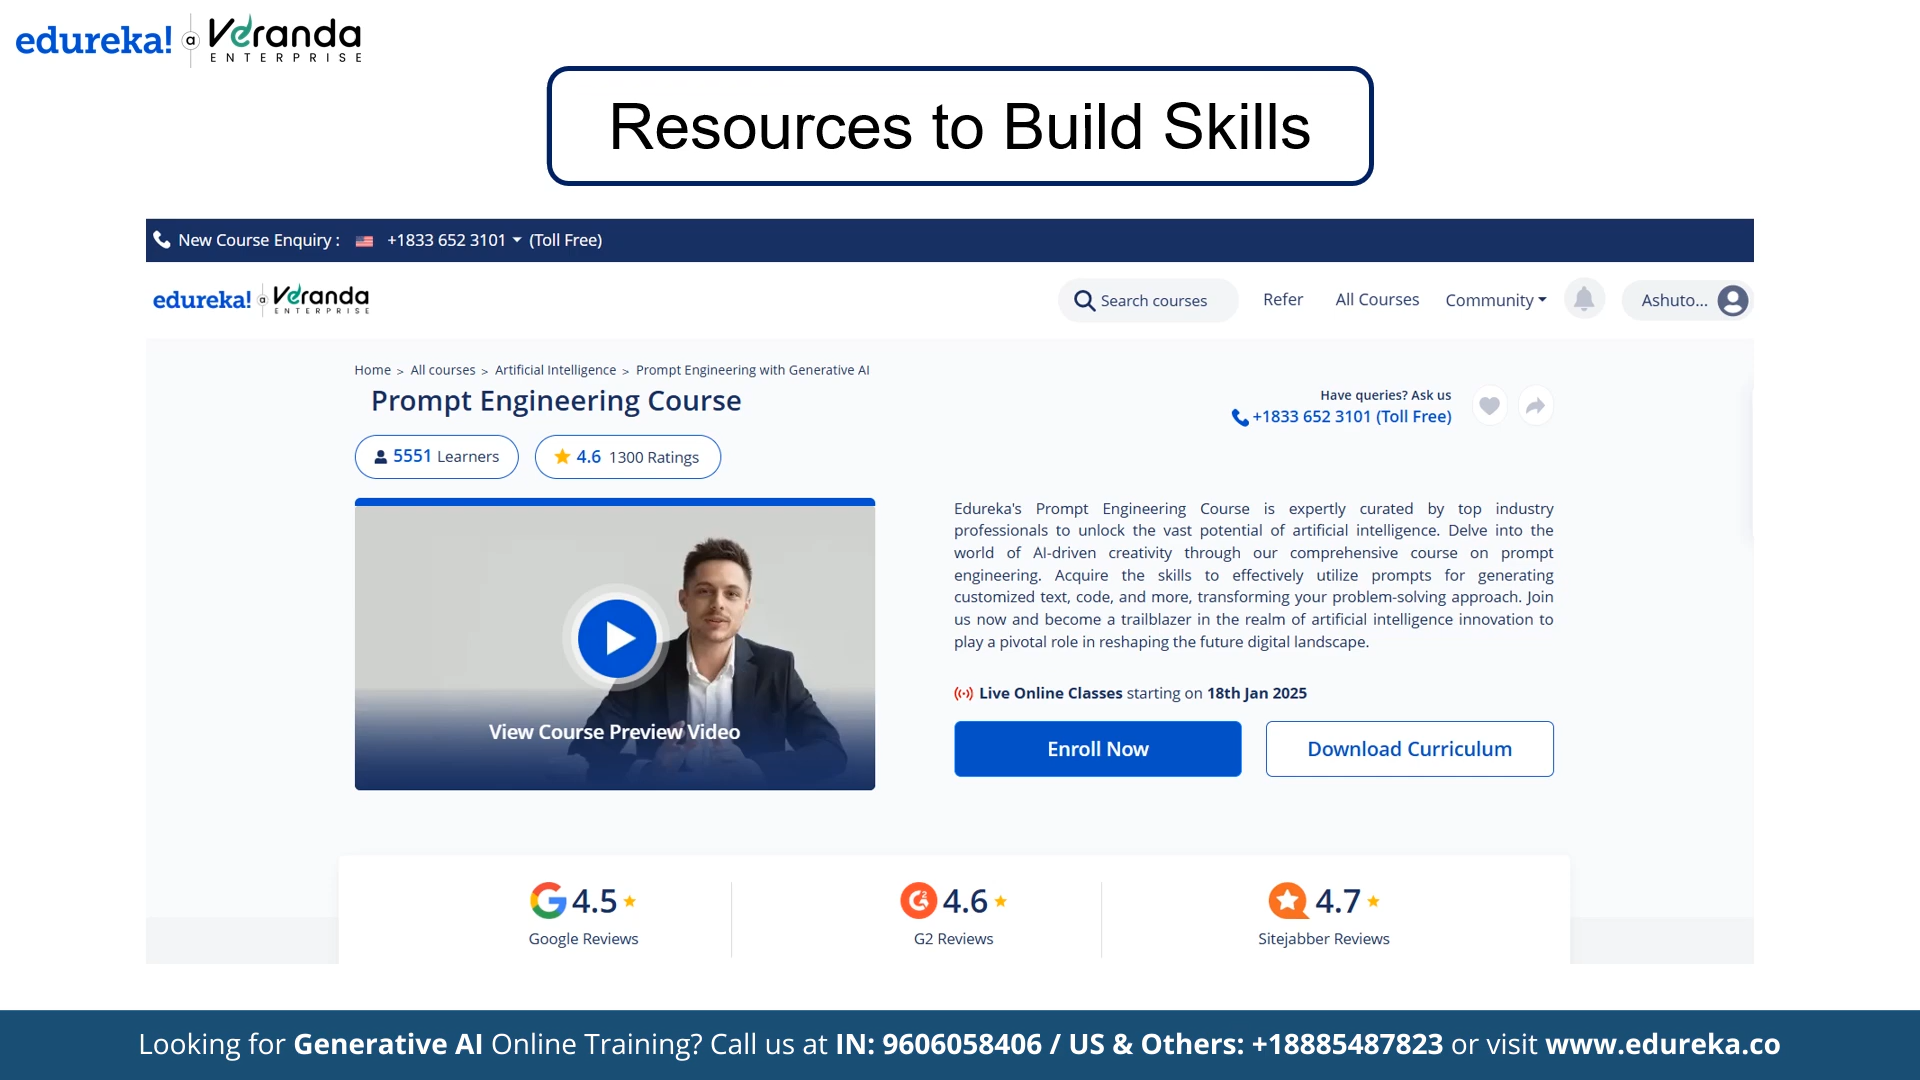 edureka! a Veranda
ENTERPRISE
Resources to Build Skills
New Course Enquiry : +1833 652 3101 (Toll Free)
edureka! a Veranda
ENTERPRISE
Search courses Refer All Courses Community Ashuto...
Home > All courses > Artificial Intelligence > Prompt Engineering with Generative AI
Prompt Engineering Course
Have queries? Ask us
+1833 652 3101 (Toll Free)
5551 Learners
4.6 1300 Ratings
View Course Preview Video
Edureka's Prompt Engineering Course is expertly curated by top industry
professionals to unlock the vast potential of artificial intelligence. Delve into the
world of AI-driven creativity through our comprehensive course on prompt
engineering. Acquire the skills to effectively utilize prompts for generating
customized text, code, and more, transforming your problem-solving approach. Join
us now and become a trailblazer in the realm of artificial intelligence innovation to
play a pivotal role in reshaping the future digital landscape.
Live Online Classes starting on 18th Jan 2025
Enroll Now
Download Curriculum
4.5
Google Reviews
4.6
G2 Reviews
4.7
Sitejabber Reviews
Looking for Generative AI Online Training? Call us at IN: 9606058406 / US & Others: +18885487823 or visit www.edureka.co